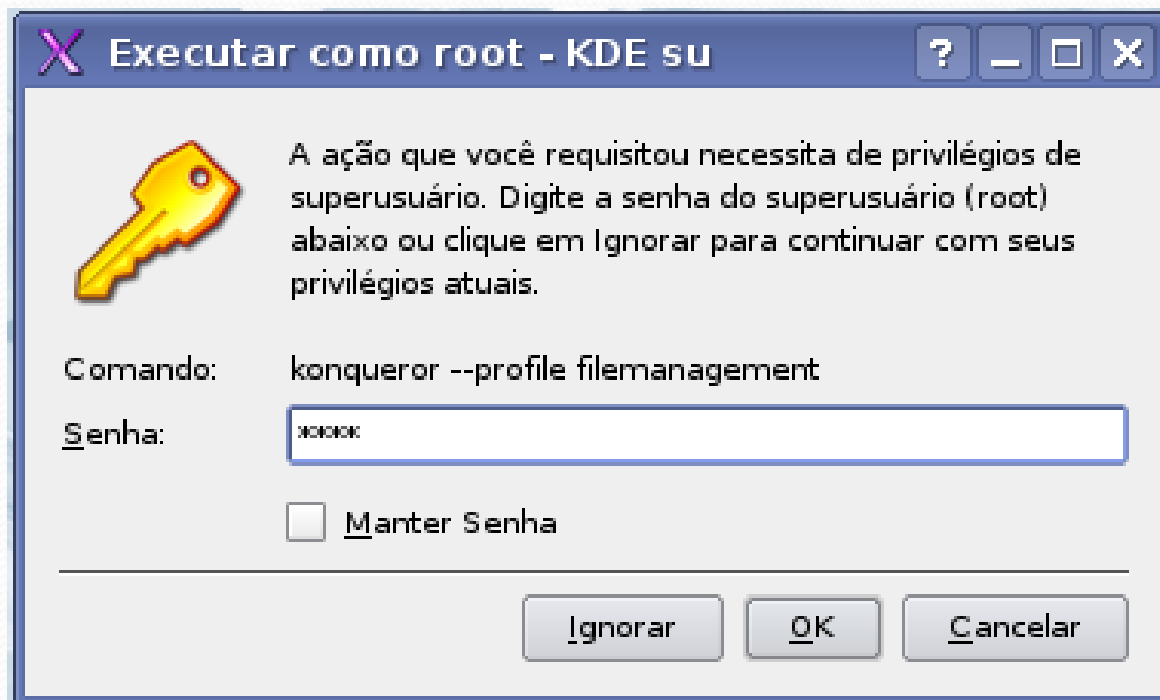 Executar como root - KDE su
A ação que você requisitou necessita de privilégios de
superusuário. Digite a senha do superusuário (root)
abaixo ou clique em Ignorar para continuar com seus
privilégios atuais.
Comando: konqueror --profile filemanagement
Senha: ****
Manter Senha
Ignorar OK Cancelar